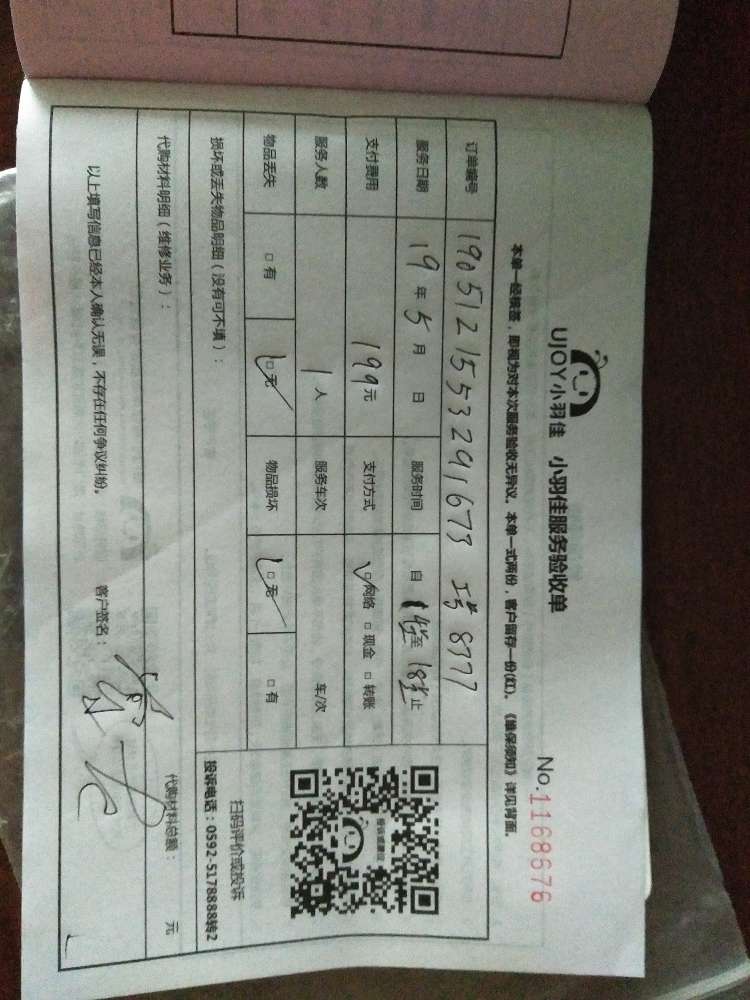 UJOY小羽佳 小羽佳服务验收单
No.1168676
本单一经核签，即视为对本次服务验收无异议。本单一式两份，客户留存一份(红)。《维保须知》详见背面。
订单编号 190512155329 1673 工号 8777
服务日期 19年 5月 日 服务时间 自 至 18点 止
支付费用 199元 支付方式 □网络 □现金 □转账
服务人数 1人 服务车次 车/次
物品丢失 □有 □无 物品损坏 □无 □有
损坏或丢失物品明细（没有可不填）：
扫码评价或投诉
投诉电话：0592-5178888转2
代购材料明细（维修业务）：
代购材料总额： 元
以上填写信息已经本人确认无误，不存在任何争议纠纷。 客户签名：